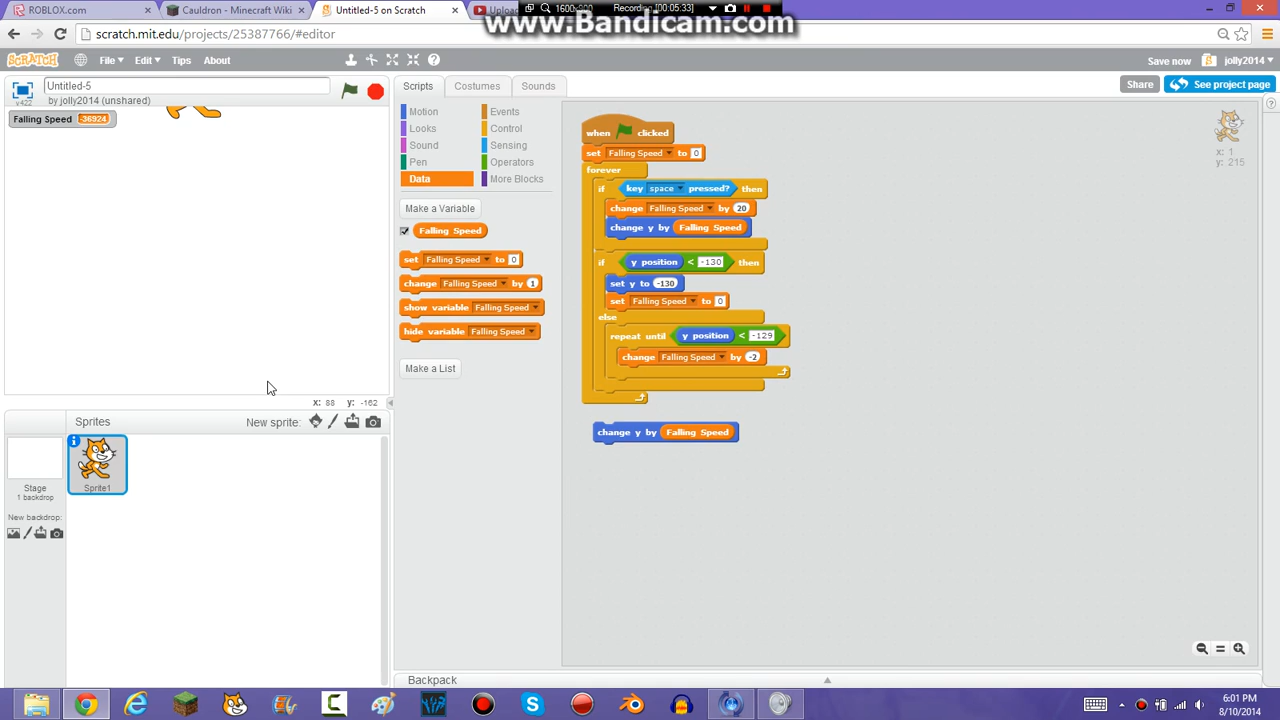 ROBLOX.com
Cauldron - Minecraft Wiki
Untitled-5 on Scratch
Upload
1600x900
Recording [00:05:33]
www.Bandicam.com
scratch.mit.edu/projects/25387766/#editor
SCRATCH
File
Edit
Tips
About
Save now
jolly2014
v422
Untitled-5
by jolly2014 (unshared)
Scripts
Costumes
Sounds
Share
See project page
Falling Speed -36924
Motion
Looks
Sound
Pen
Data
Events
Control
Sensing
Operators
More Blocks
Make a Variable
Falling Speed
set Falling Speed to 0
change Falling Speed by 1
show variable Falling Speed
hide variable Falling Speed
Make a List
when clicked
set Falling Speed to 0
forever
if key space pressed? then
change Falling Speed by 20
change y by Falling Speed
if y position < -130 then
set y to -130
set Falling Speed to 0
else
repeat until y position < -129
change Falling Speed by -2
change y by Falling Speed
x: 1
y: 215
x: 88 y: -162
Sprites
New sprite:
Sprite1
Stage
1 backdrop
New backdrop:
Backpack
6:01 PM
8/10/2014